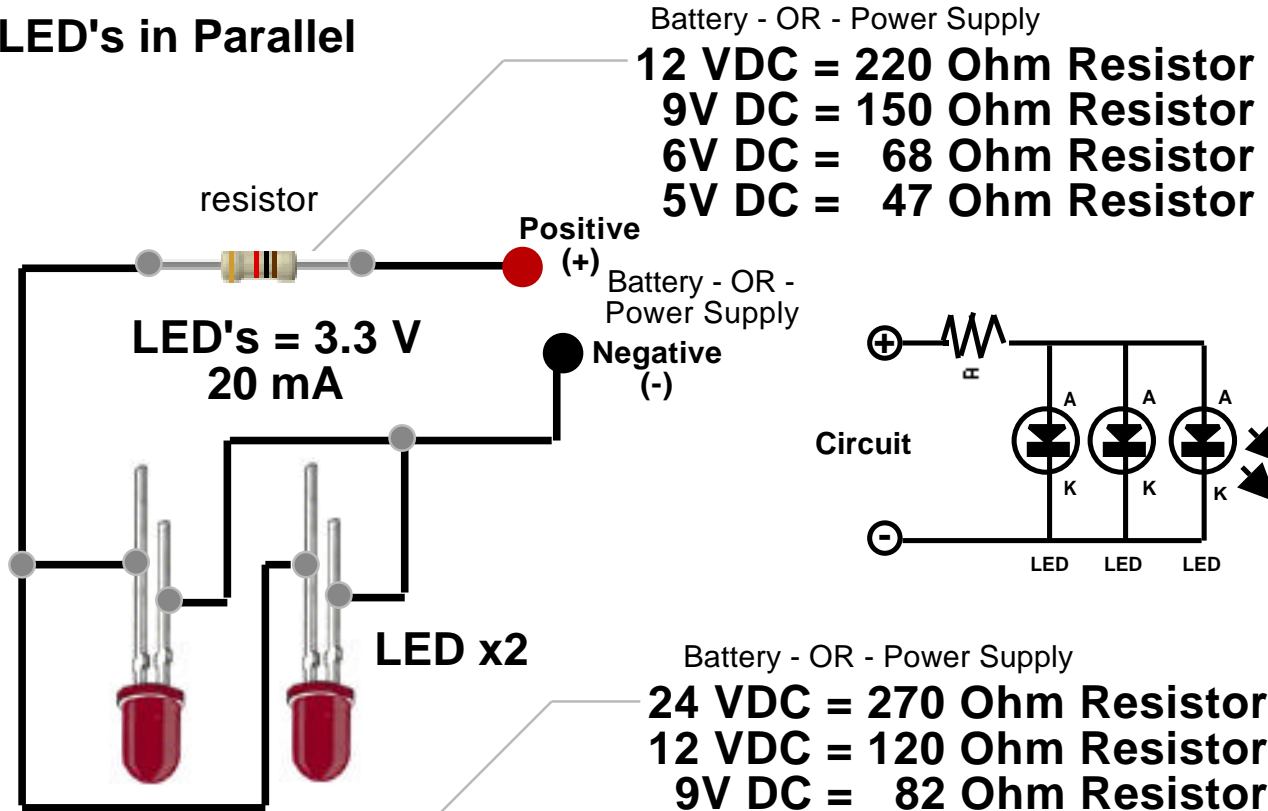 LED's in Parallel
Battery - OR - Power Supply
12 VDC = 220 Ohm Resistor
9V DC = 150 Ohm Resistor
6V DC = 68 Ohm Resistor
5V DC = 47 Ohm Resistor
resistor
Positive
(+)
Battery - OR -
Power Supply
Negative
(-)
LED's = 3.3 V
20 mA
+
R
A A A
Circuit
K K K
-
LED LED LED
LED x2
Battery - OR - Power Supply
24 VDC = 270 Ohm Resistor
12 VDC = 120 Ohm Resistor
9V DC = 82 Ohm Resistor